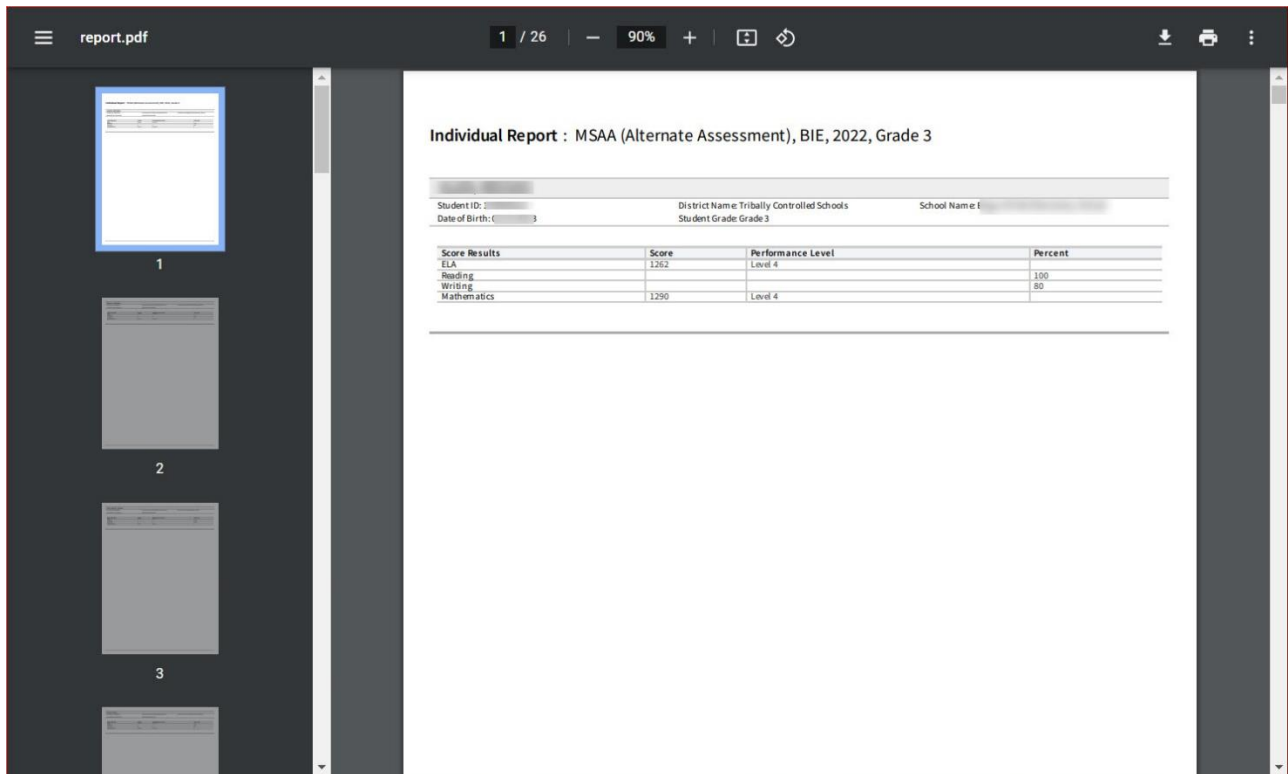 report.pdf
1 / 26
90%
1
2
3
Individual Report : MSAA (Alternate Assessment), BIE, 2022, Grade 3
Student ID: District Name: Tribally Controlled Schools School Name:
Date of Birth: Student Grade: Grade 3
Score Results Score Performance Level Percent
ELA 1262 Level 4
Reading 100
Writing 80
Mathematics 1290 Level 4